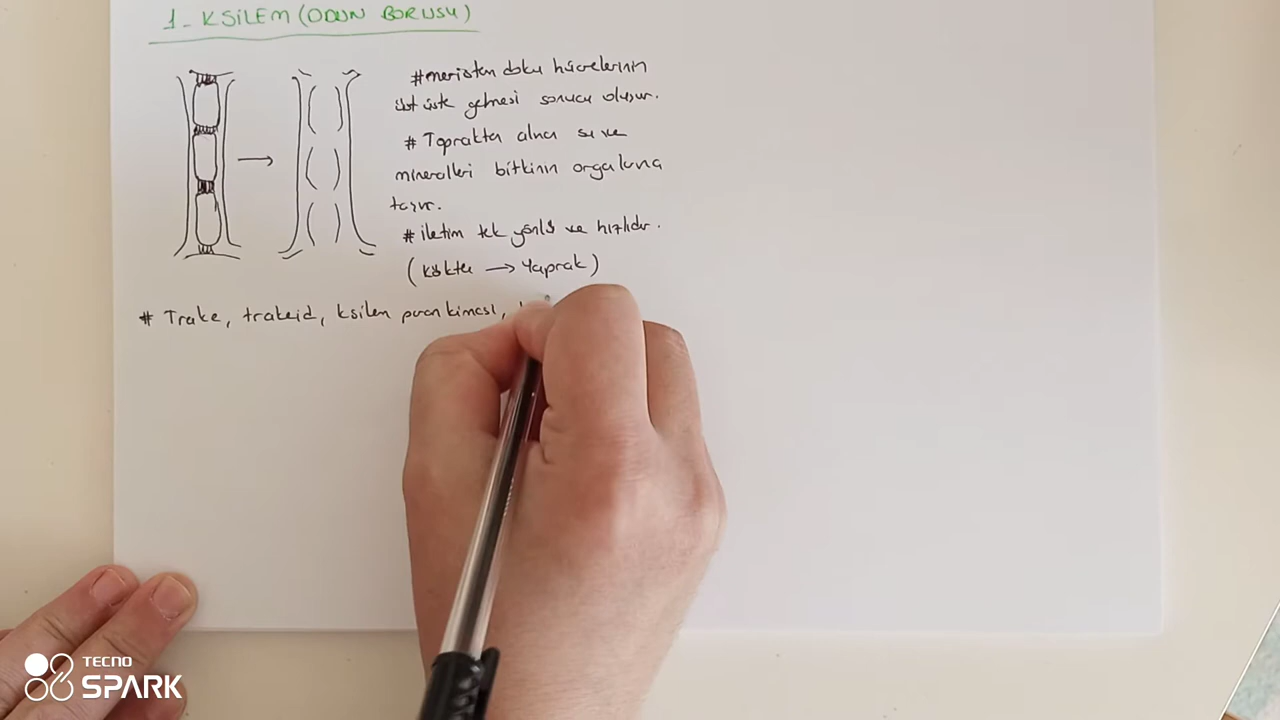 1- KSİLEM (ODUN BORUSU)
#meristem doku hücrelerinin
üst üste gelmesi sonucu oluşur.
# Topraktan alınan su ve
mineralleri bitkinin organlarına
taşır.
# iletim tek yönlü ve hızlıdır.
(Kökten → Yaprak)
# Trake, trakeid, ksilem parankiması,
TECNO
SPARK